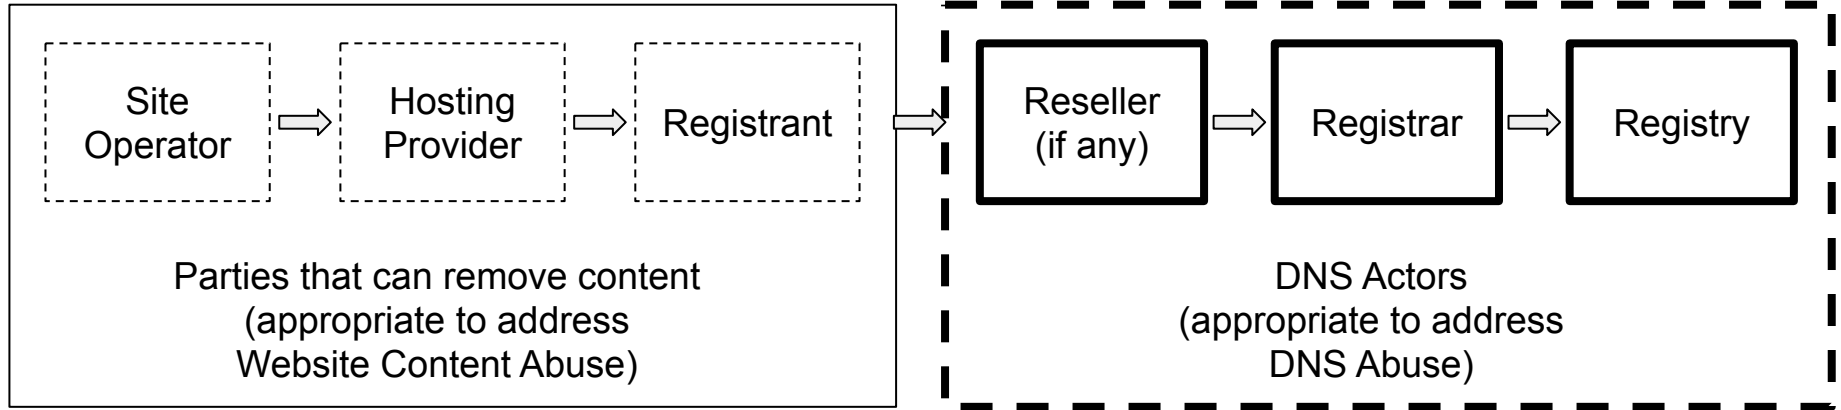 Site
Operator
Hosting
Provider
Registrant
Reseller
(if any)
Registrar
Registry
Parties that can remove content
(appropriate to address
Website Content Abuse)
DNS Actors
(appropriate to address
DNS Abuse)